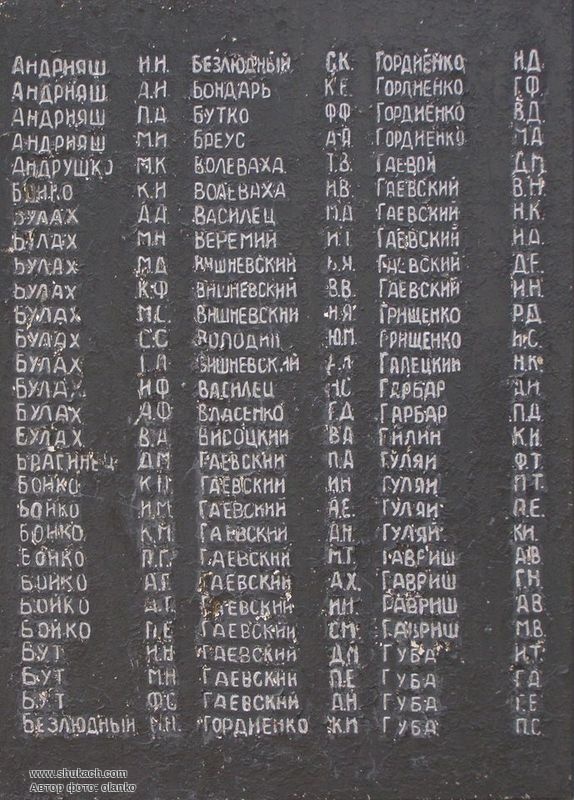 АНДРИЯШ И.И. БЕЗЛЮДНЫЙ С.К. ГОРДИЕНКО И.Д.
АНДРИЯШ А.И БОНДАРЬ К.Е. ГОРДИЕНКО Г.Ф.
АНДРИЯШ П.Д БУТКО Ф.Ф ГОРДИЕНКО В.Д.
АНДРИЯШ М.И БРЕУС А.Я ГОРДИЕНКО М.Д
АНДРУШКО М.К ВОЛЕВАХА Т.В. ГАЕВОЙ Д.П.
БОЙКО К.И ВОЛЕВАХА И.В. ГАЕВСКИЙ В.Н.
БУЛАХ Д.Д ВАСИЛЕЦ М.Д ГАЕВСКИЙ Н.К
БУЛАХ М.Н ВЕРЕМИЙ ГАЕВСКИЙ И.Д.
БУЛАХ М.Д ВИШНЕВСКИЙ ГАЕВСКИЙ Д.Е.
БУЛАХ К.Ф ВИШНЕВСКИЙ В.В. ГАЕВСКИЙ И.Н.
БУЛАХ М.С. ВИШНЕВСКИЙ И.Я. ГРИЩЕНКО Р.Д
БУЛАХ С.С ВОЛОДИН Ю.М. ГРИЩЕНКО И.С.
БУЛАХ ВИШНЕВСКИЙ ГАЛЕЦКИЙ Н.К
БУЛАХ И.Ф ВАСИЛЕЦ ГАРБАР
БУЛАХ А.Ф ВЛАСЕНКО Г.Д ГАРБАР П.Д.
БУЛАХ В.Д ВИСОЦКИЙ В.А ГИЛИН К.И.
БРАГИНЕЦ Д.М ГАЕВСКИЙ П.А ГУЛЯЙ Ф.Т.
БОЙКО К.П ГАЕВСКИЙ И.Н ГУЛЯЙ П.Т.
БОЙКО И.М ГАЕВСКИЙ А.Е. ГУЛЯЙ П.Е.
БОЙКО К.М ГАЕВСКИЙ Д.Н. ГУЛЯЙ К.И.
БОЙКО П.Г. ГАЕВСКИЙ М.Г ГАВРИШ А.В.
БОЙКО А.Г. ГАЕВСКИЙ А.Х. ГАВРИШ Г.Н.
БОЙКО ГАЕВСКИЙ И.И. ГАВРИШ А.В
БОЙКО П.Е ГАЕВСКИЙ С.М. ГАВРИШ М.В.
БУТ И.Н ГАЕВСКИЙ Д.М ГУБА И.Т.
БУТ М.Н ГАЕВСКИЙ П.Е ГУБА Г.А
БУТ Ф.С ГАЕВСКИЙ Д.Н. ГУБА Г.Е
БЕЗЛЮДНЫЙ М.Н. ГОРДИЕНКО Ж.И ГУБА П.С
www.shukach.com
Автор фото: olanko